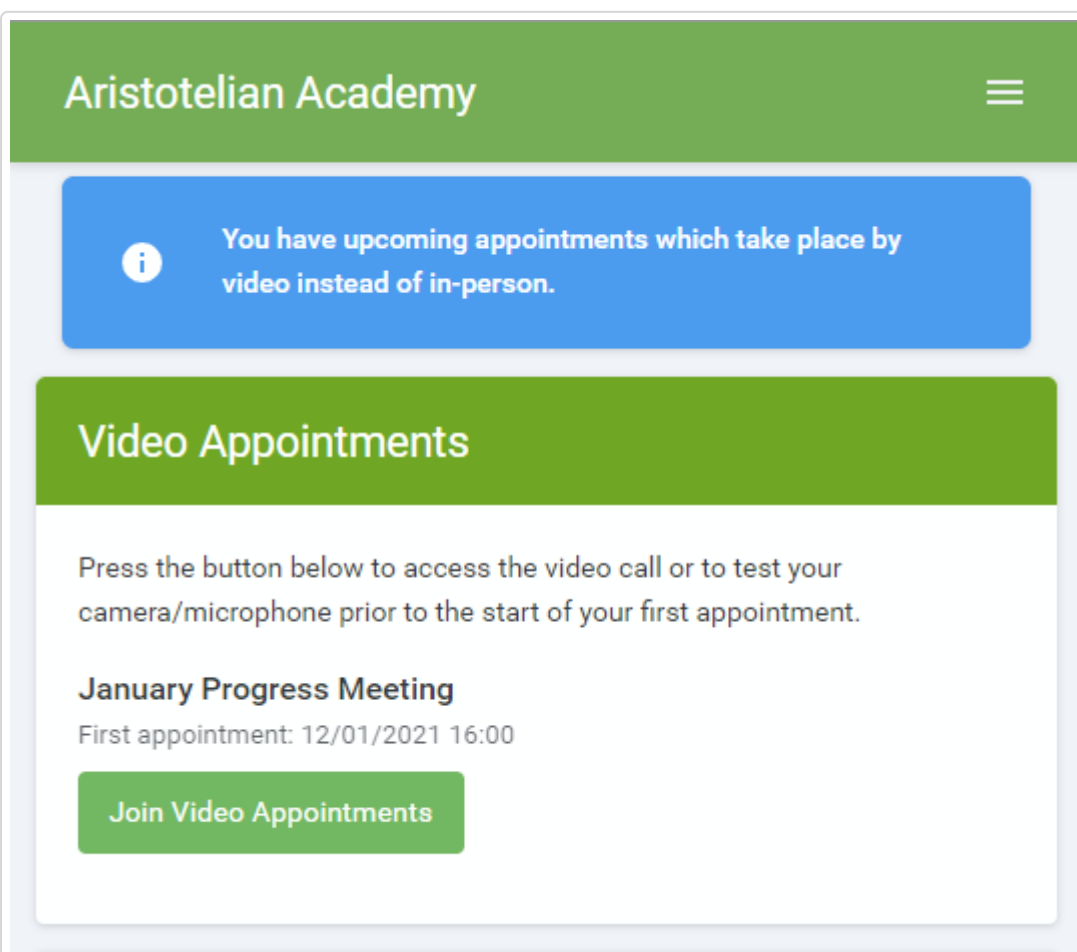 Aristotelian Academy
You have upcoming appointments which take place by
video instead of in-person.
Video Appointments
Press the button below to access the video call or to test your
camera/microphone prior to the start of your first appointment.
January Progress Meeting
First appointment: 12/01/2021 16:00
Join Video Appointments